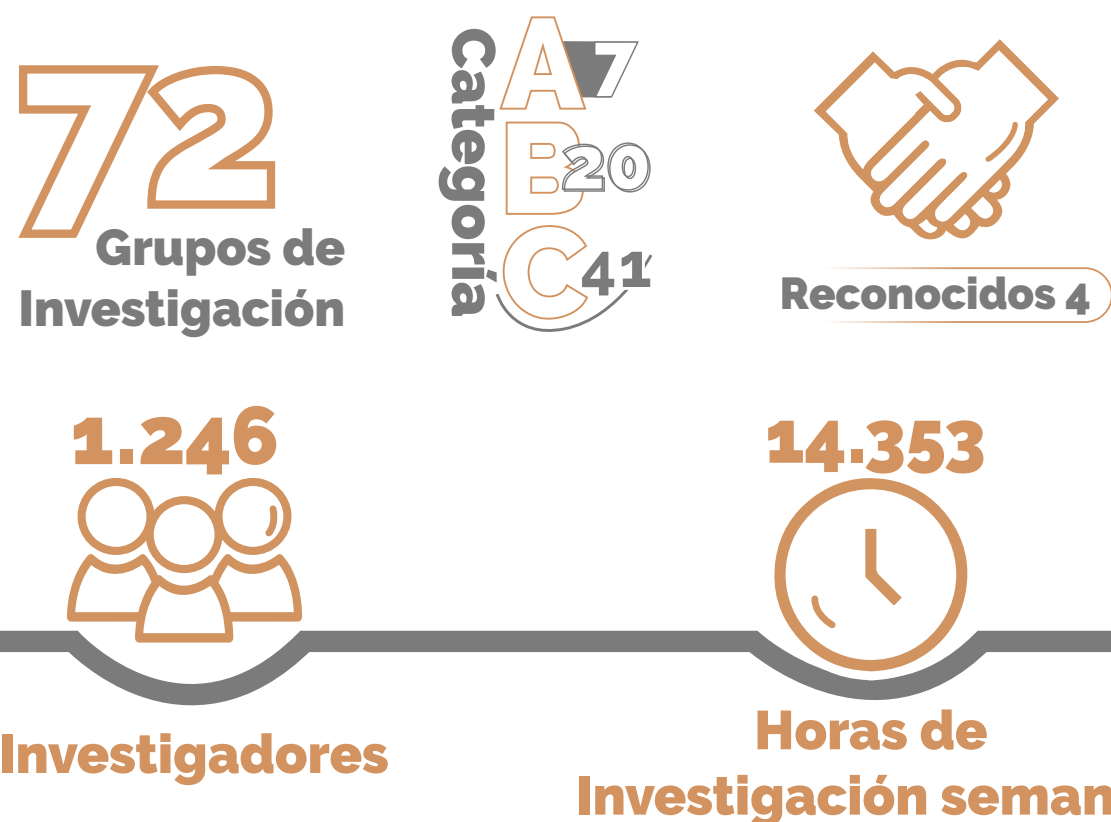 72
Grupos de
Investigación
Categoría
A 7
B 20
C 41
Reconocidos 4
1.246
Investigadores
14.353
Horas de
Investigación seman